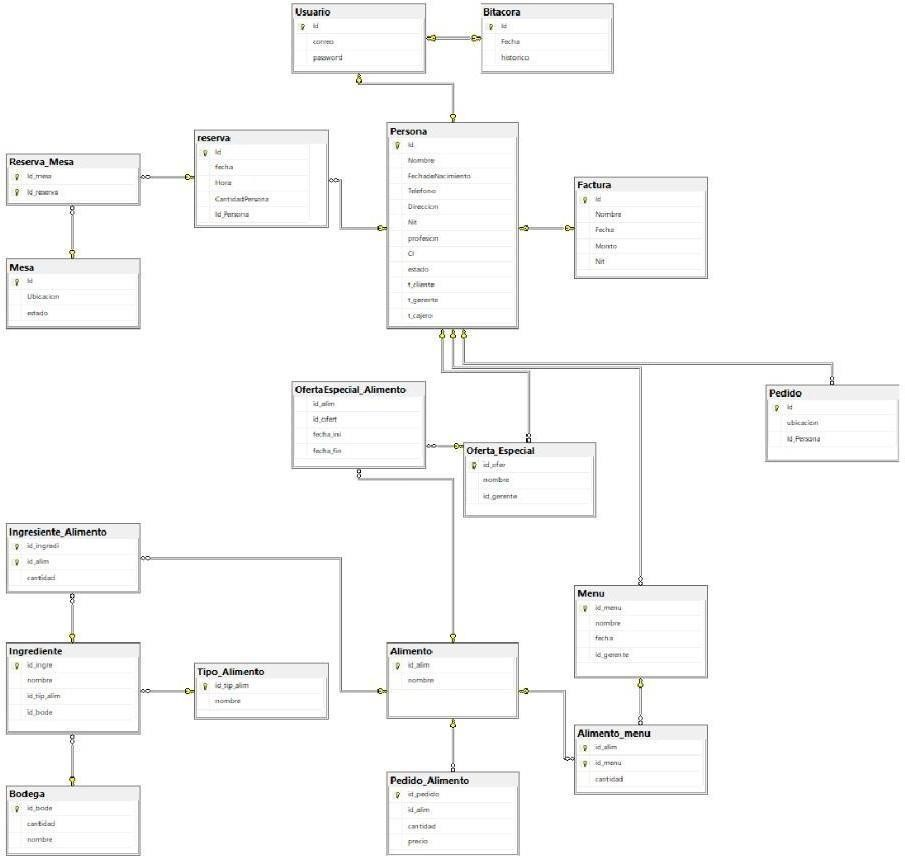 Usuario
Id
correo
password
Bitacora
Id
Fecha
historico
Persona
Id
Nombre
FechadeNacimiento
Telefono
Direccion
Nit
profesion
CI
estado
t_cliente
t_gerente
t_cajero
reserva
Id
fecha
Hora
CantidadPersona
Id_Persona
Reserva_Mesa
Id_mesa
Id_reserva
Mesa
Id
Ubicacion
estado
Factura
Id
Nombre
Fecha
Monto
Nit
OfertaEspecial_Alimento
id_alim
id_ofert
fecha_ini
fecha_fin
Oferta_Especial
id_ofer
nombre
id_gerente
Pedido
Id
ubicacion
Id_Persona
Ingresiente_Alimento
id_ingredi
id_alim
cantidad
Ingrediente
id_ingre
nombre
id_tip_alim
id_bode
Tipo_Alimento
id_tip_alim
nombre
Alimento
id_alim
nombre
Menu
id_menu
nombre
fecha
id_gerente
Alimento_menu
id_alim
id_menu
cantidad
Bodega
id_bode
cantidad
nombre
Pedido_Alimento
id_pedido
id_alim
cantidad
precio